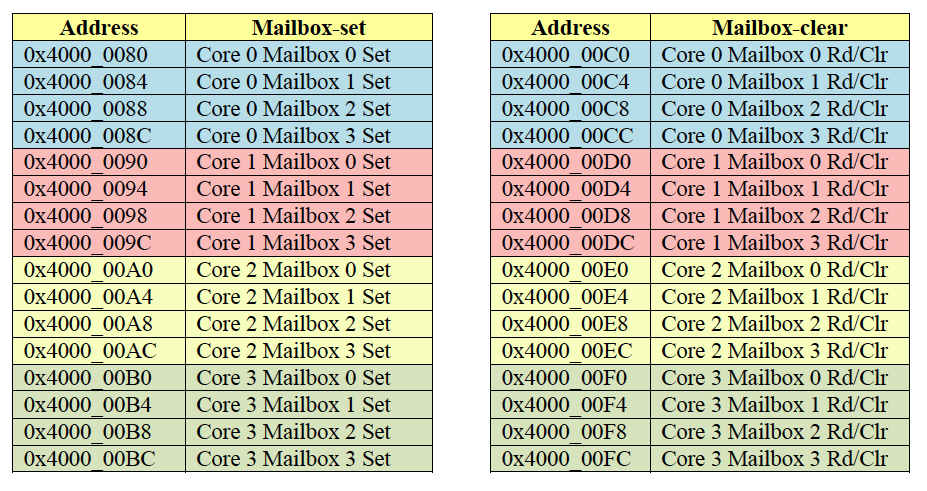 Address Mailbox-set
0x4000_0080 Core 0 Mailbox 0 Set
0x4000_0084 Core 0 Mailbox 1 Set
0x4000_0088 Core 0 Mailbox 2 Set
0x4000_008C Core 0 Mailbox 3 Set
0x4000_0090 Core 1 Mailbox 0 Set
0x4000_0094 Core 1 Mailbox 1 Set
0x4000_0098 Core 1 Mailbox 2 Set
0x4000_009C Core 1 Mailbox 3 Set
0x4000_00A0 Core 2 Mailbox 0 Set
0x4000_00A4 Core 2 Mailbox 1 Set
0x4000_00A8 Core 2 Mailbox 2 Set
0x4000_00AC Core 2 Mailbox 3 Set
0x4000_00B0 Core 3 Mailbox 0 Set
0x4000_00B4 Core 3 Mailbox 1 Set
0x4000_00B8 Core 3 Mailbox 2 Set
0x4000_00BC Core 3 Mailbox 3 Set
Address Mailbox-clear
0x4000_00C0 Core 0 Mailbox 0 Rd/Clr
0x4000_00C4 Core 0 Mailbox 1 Rd/Clr
0x4000_00C8 Core 0 Mailbox 2 Rd/Clr
0x4000_00CC Core 0 Mailbox 3 Rd/Clr
0x4000_00D0 Core 1 Mailbox 0 Rd/Clr
0x4000_00D4 Core 1 Mailbox 1 Rd/Clr
0x4000_00D8 Core 1 Mailbox 2 Rd/Clr
0x4000_00DC Core 1 Mailbox 3 Rd/Clr
0x4000_00E0 Core 2 Mailbox 0 Rd/Clr
0x4000_00E4 Core 2 Mailbox 1 Rd/Clr
0x4000_00E8 Core 2 Mailbox 2 Rd/Clr
0x4000_00EC Core 2 Mailbox 3 Rd/Clr
0x4000_00F0 Core 3 Mailbox 0 Rd/Clr
0x4000_00F4 Core 3 Mailbox 1 Rd/Clr
0x4000_00F8 Core 3 Mailbox 2 Rd/Clr
0x4000_00FC Core 3 Mailbox 3 Rd/Clr